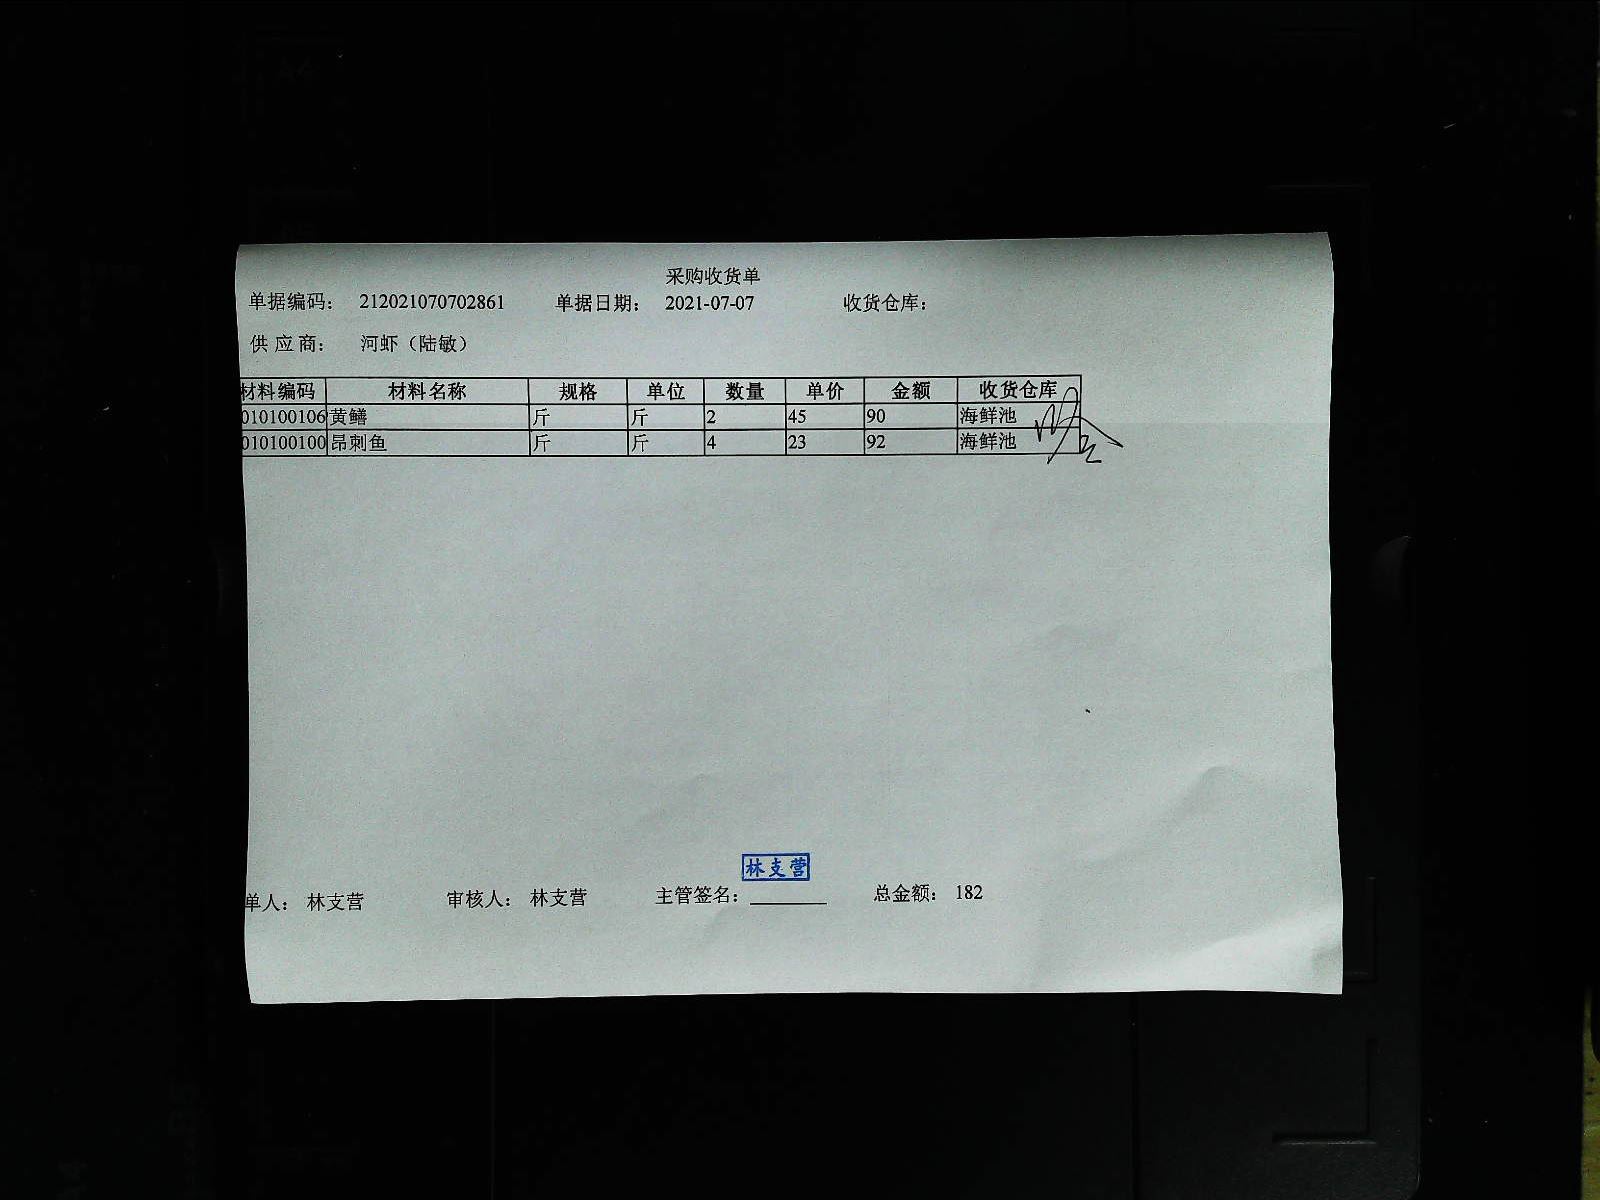 采购收货单
单据编码： 212021070702861 单据日期： 2021-07-07 收货仓库：
供应商： 河虾（陆敏）
材料编码 材料名称 规格 单位 数量 单价 金额 收货仓库
010100106 黄鳝 斤 斤 2 45 90 海鲜池
010100100 昂刺鱼 斤 斤 4 23 92 海鲜池
林支营
单人： 林支营 审核人： 林支营 主管签名： 总金额： 182